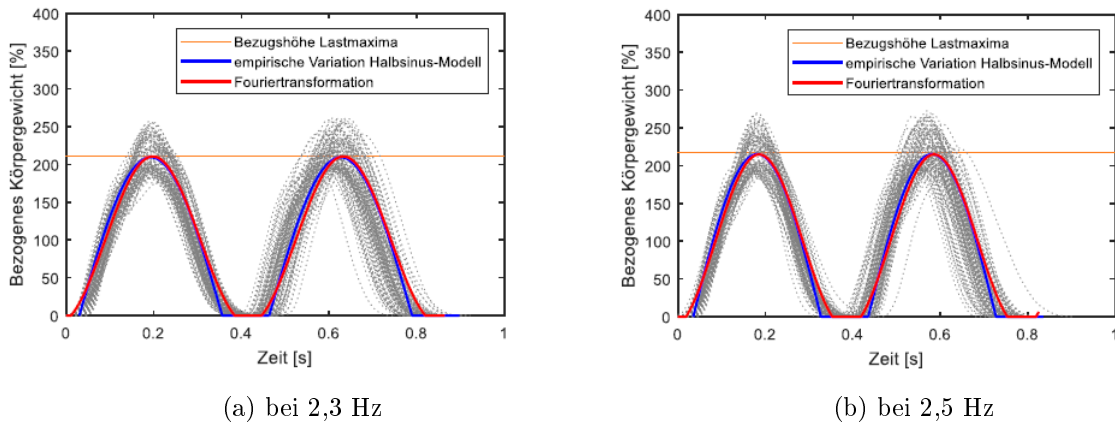 400
350
300
250
200
150
100
50
0
Bezogenes Körpergewicht [%]
Bezugshöhe Lastmaxima
empirische Variation Halbsinus-Modell
Fouriertransformation
0 0.2 0.4 0.6 0.8 1
Zeit [s]
(a) bei 2,3 Hz
400
350
300
250
200
150
100
50
0
Bezogenes Körpergewicht [%]
Bezugshöhe Lastmaxima
empirische Variation Halbsinus-Modell
Fouriertransformation
0 0.2 0.4 0.6 0.8 1
Zeit [s]
(b) bei 2,5 Hz